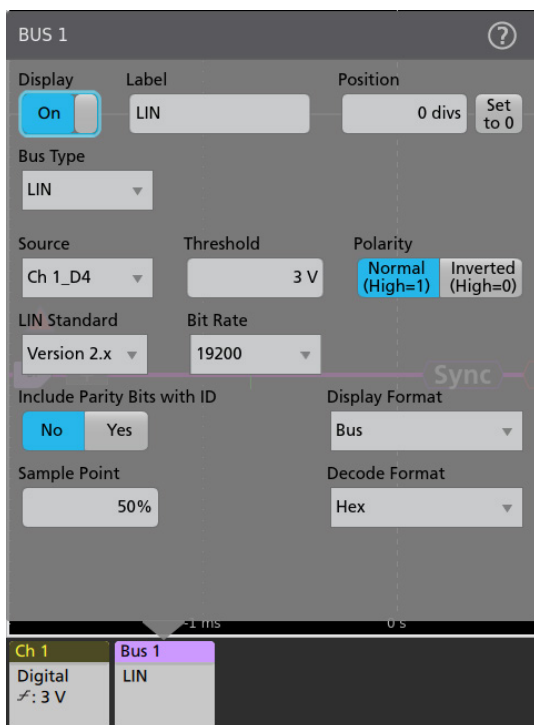 BUS 1
?
Display
Label
Position
On
LIN
0 divs
Set
to 0
Bus Type
LIN
Source
Threshold
Polarity
Ch 1_D4
3 V
Normal
(High=1)
Inverted
(High=0)
LIN Standard
Bit Rate
Version 2.x
19200
Sync
Include Parity Bits with ID
Display Format
No
Yes
Bus
Sample Point
Decode Format
50%
Hex
-1 ms
0 s
Ch 1
Bus 1
Digital
LIN
: 3 V